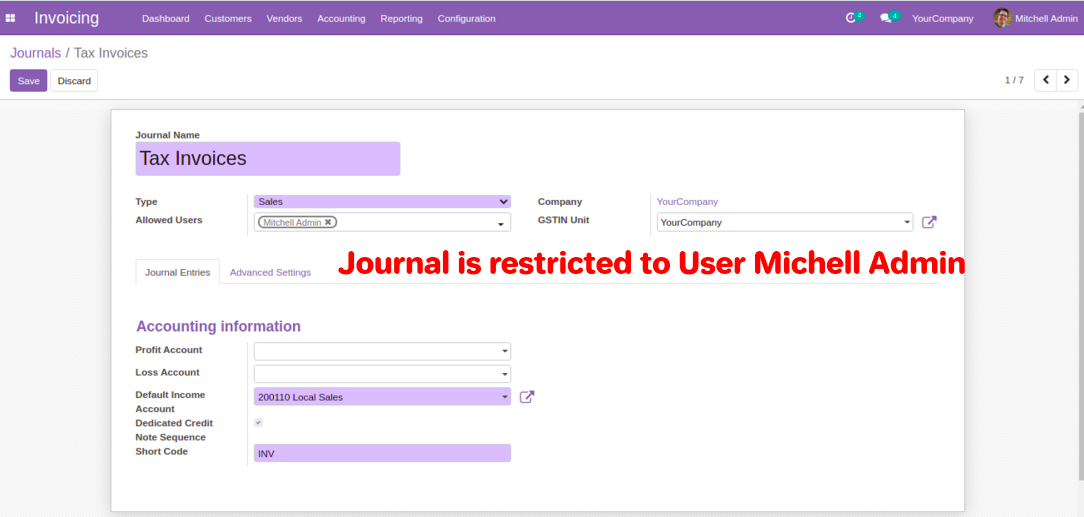 Invoicing Dashboard Customers Vendors Accounting Reporting Configuration YourCompany Mitchell Admin
Journals / Tax Invoices
Save Discard 1 / 7
Journal Name
Tax Invoices
Type Sales Company YourCompany
Allowed Users Mitchell Admin ✖ GSTIN Unit YourCompany
Journal is restricted to User Michell Admin
Journal Entries Advanced Settings
Accounting information
Profit Account
Loss Account
Default Income 200110 Local Sales
Account
Dedicated Credit
Note Sequence
Short Code INV